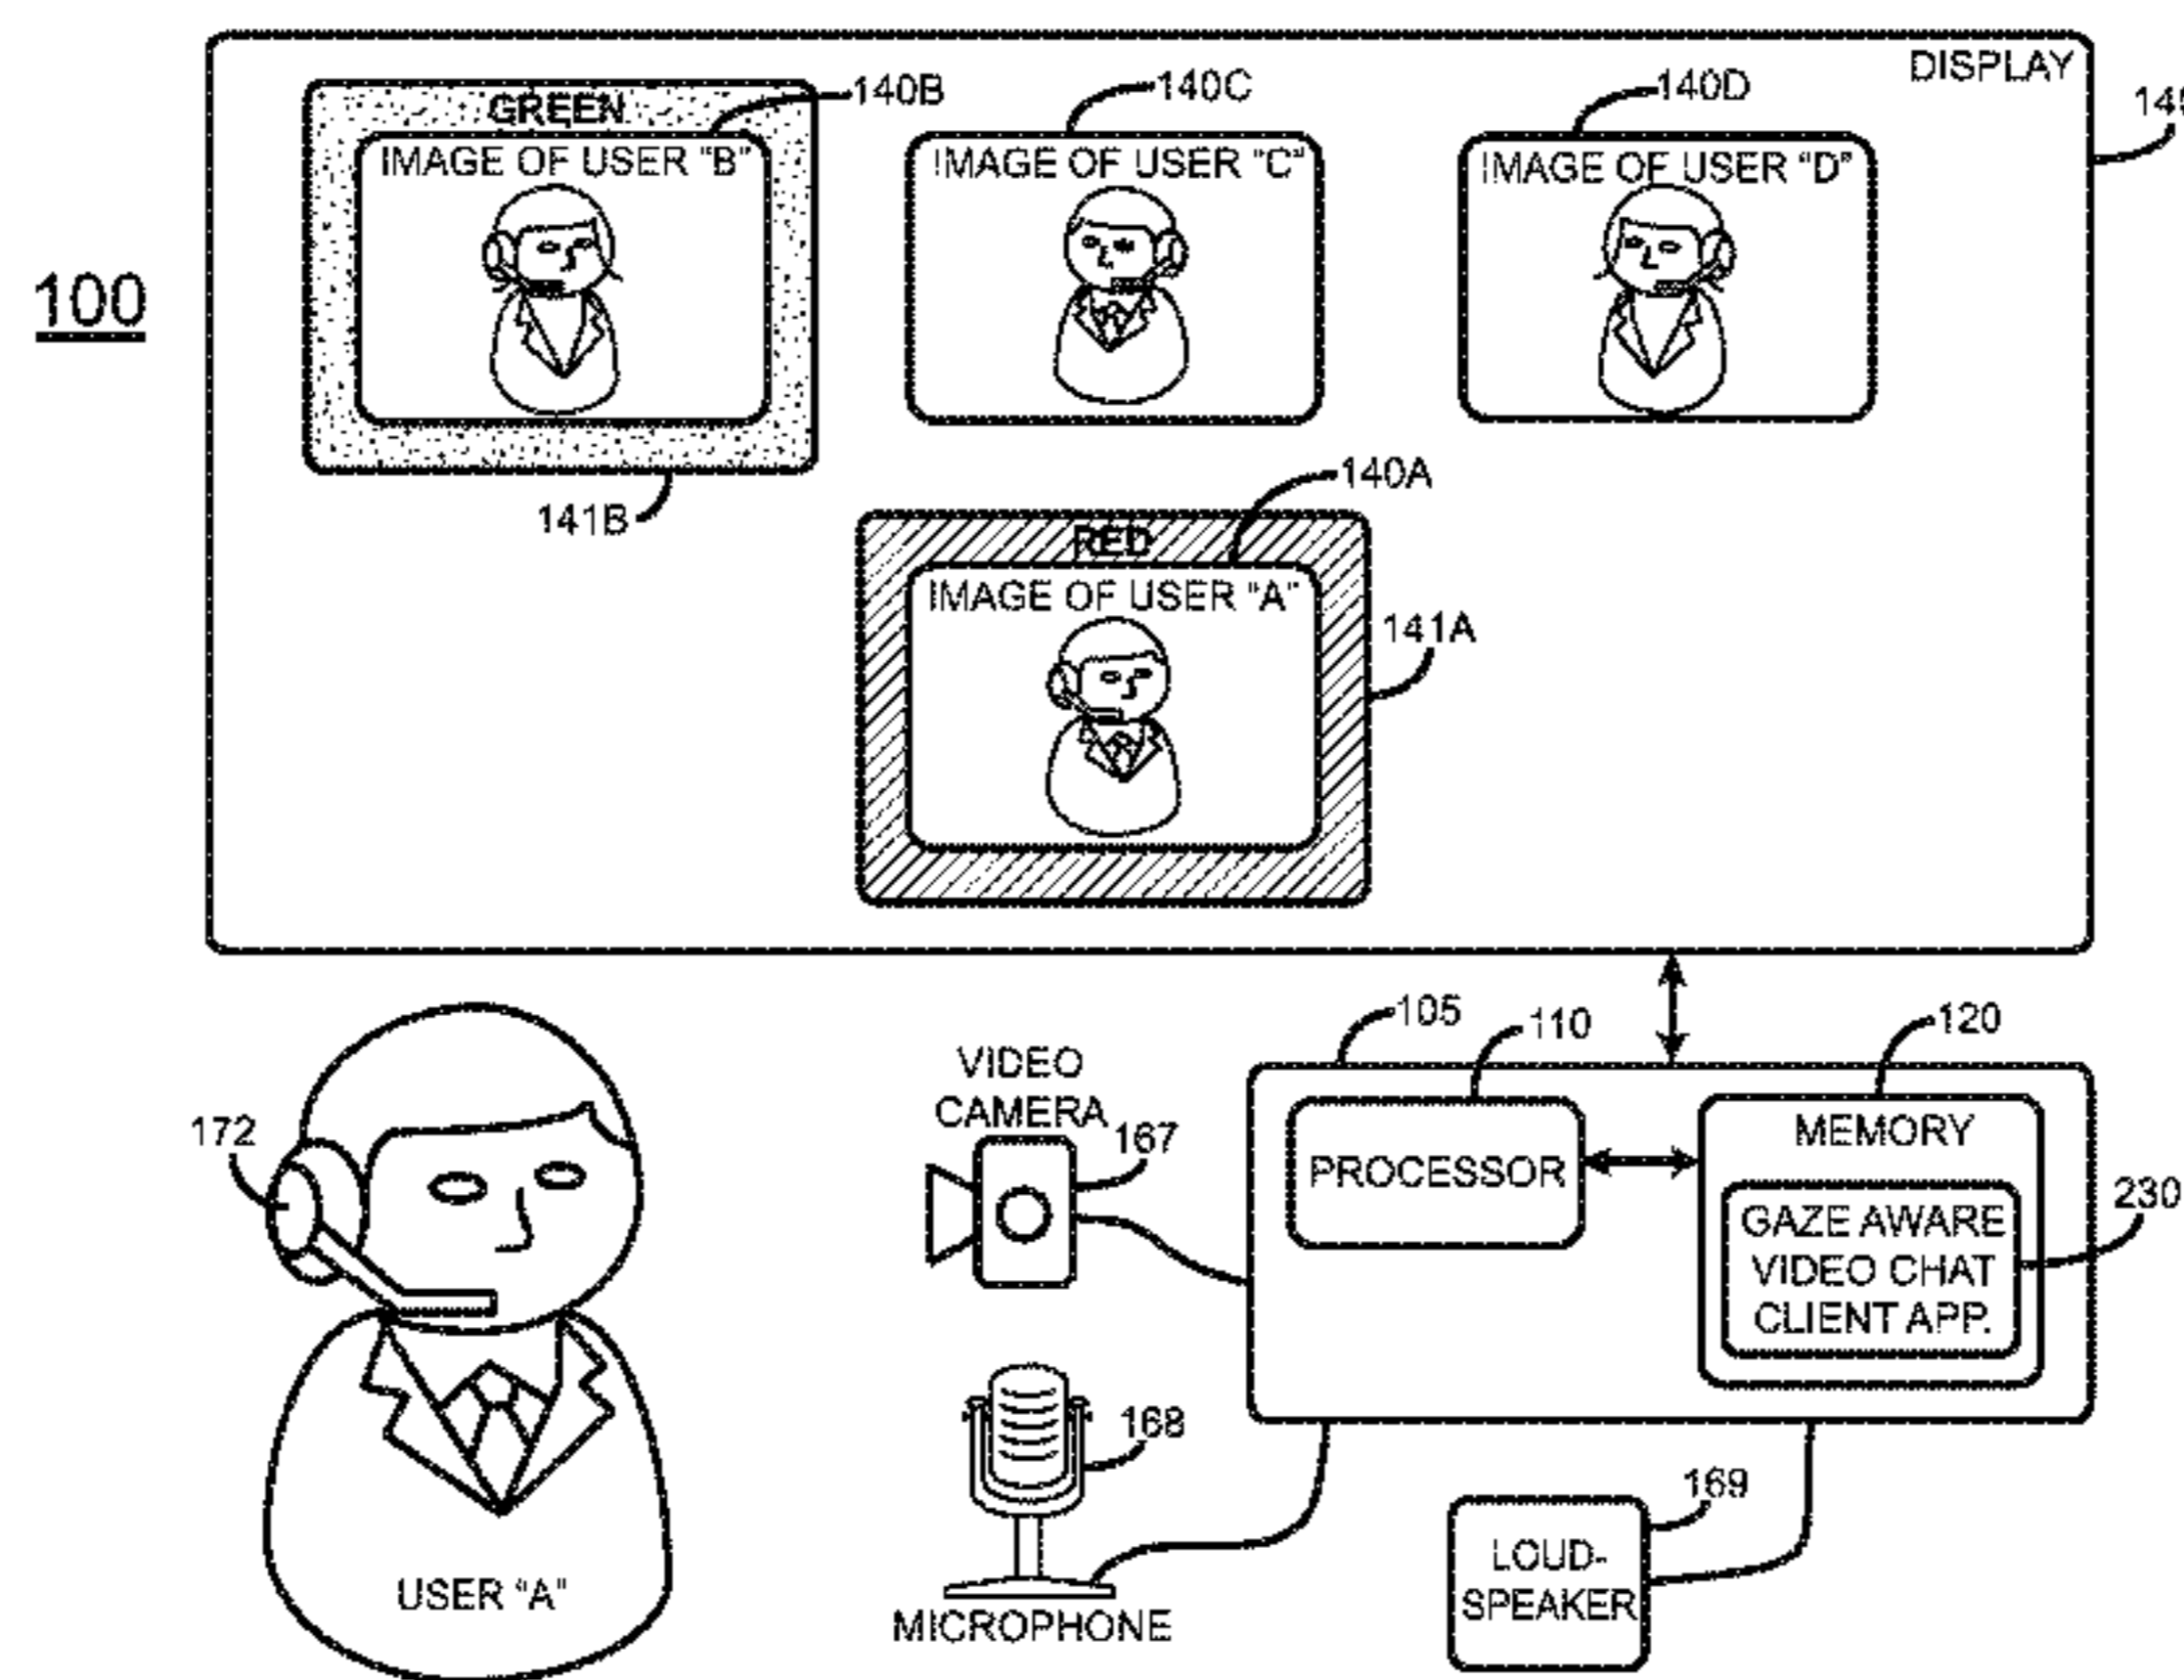 DISPLAY
GREEN
140B
140C
140D
IMAGE OF USER "B"
IMAGE OF USER "C"
IMAGE OF USER "D"
100
141B
140A
RED
IMAGE OF USER "A"
141A
105
110
120
VIDEO
CAMERA
167
172
PROCESSOR
MEMORY
GAZE AWARE
VIDEO CHAT
CLIENT APP.
230
168
169
LOUD-
SPEAKER
USER "A"
MICROPHONE